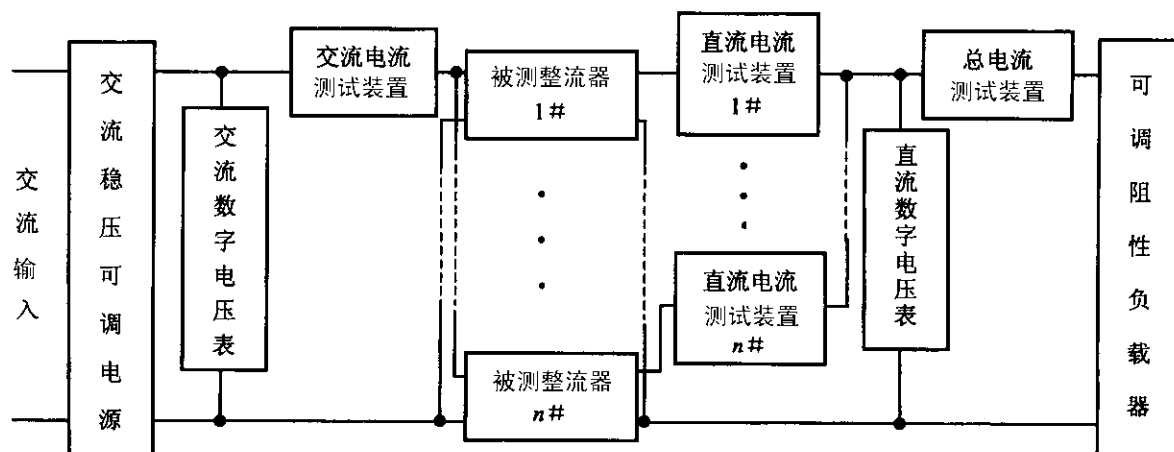 交流输入
交流稳压可调电源
交流数字电压表
交流电流
测试装置
被测整流器
1#
被测整流器
n#
直流电流
测试装置
1#
直流电流
测试装置
n#
直流数字电压表
总电流
测试装置
可调阻性负载器